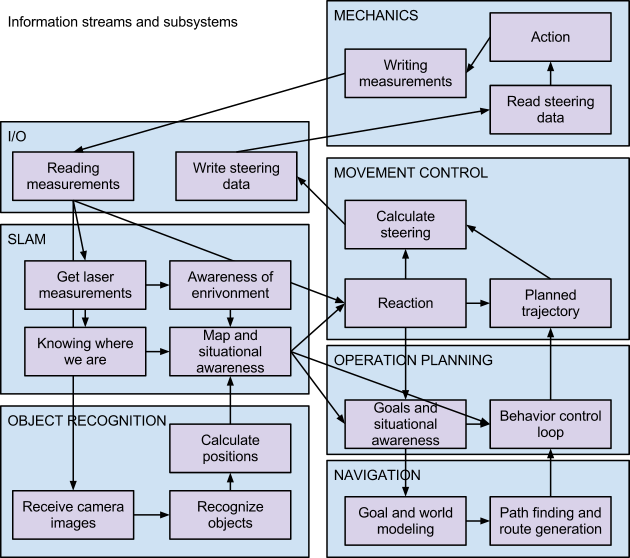 Information streams and subsystems
MECHANICS
Action
Writing
measurements
Read steering
data
I/O
Reading
measurements
Write steering
data
MOVEMENT CONTROL
Calculate
steering
Reaction
Planned
trajectory
SLAM
Get laser
measurements
Awareness of
enrivonment
Knowing where
we are
Map and
situational
awareness
OPERATION PLANNING
Goals and
situational
awareness
Behavior control
loop
OBJECT RECOGNITION
Calculate
positions
Receive camera
images
Recognize
objects
NAVIGATION
Goal and world
modeling
Path finding and
route generation